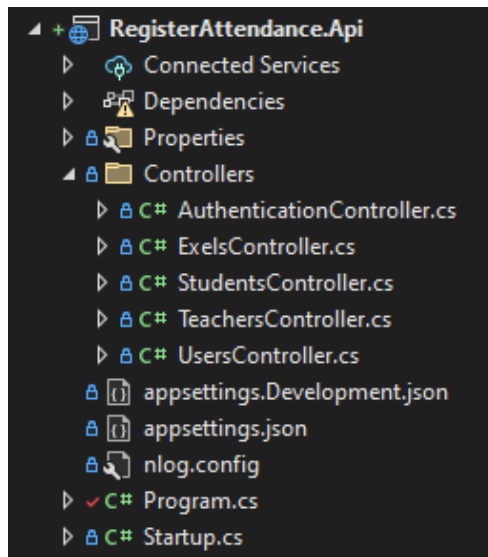 RegisterAttendance.Api
Connected Services
Dependencies
Properties
Controllers
C# AuthenticationController.cs
C# ExelsController.cs
C# StudentsController.cs
C# TeachersController.cs
C# UsersController.cs
appsettings.Development.json
appsettings.json
nlog.config
C# Program.cs
C# Startup.cs